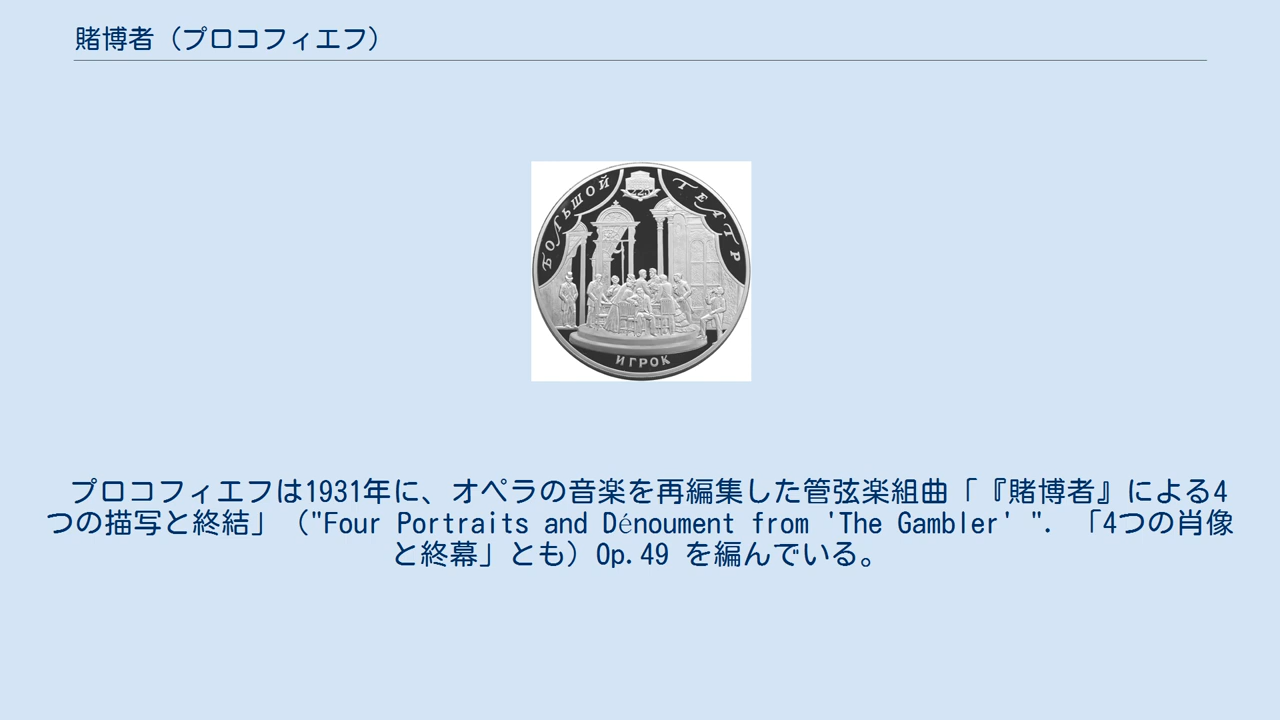 賭博者（プロコフィエフ）
БОЛЬШОЙ ТЕАТР
225
ИГРОК
プロコフィエフは1931年に、オペラの音楽を再編集した管弦楽組曲「『賭博者』による4
つの描写と終結」（"Four Portraits and Dénoument from 'The Gambler' ". 「4つの肖像
と終幕」とも）Op.49 を編んでいる。